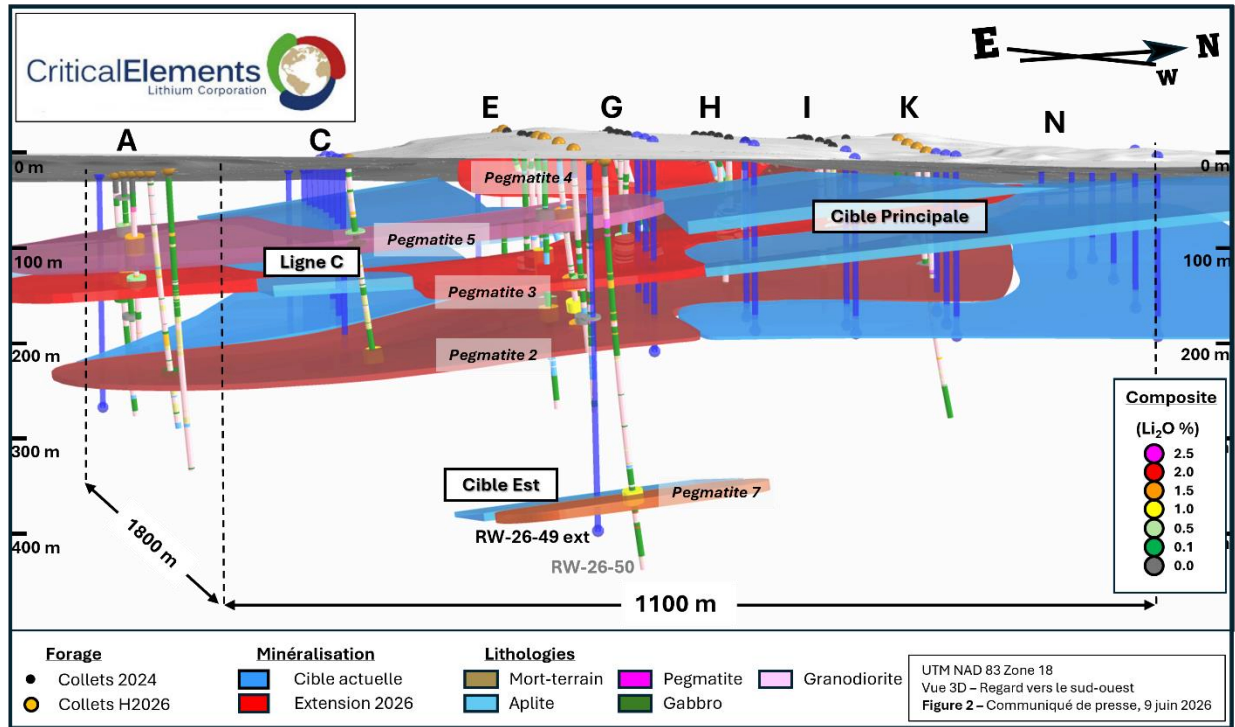 CriticalElements
Lithium Corporation
E
N
W
A
C
E
G
H
I
K
N
0 m
0 m
Pegmatite 4
Cible Principale
Pegmatite 5
100 m
Ligne C
100 m
Pegmatite 3
200 m
Pegmatite 2
200 m
300 m
Cible Est
Pegmatite 7
400 m
RW-26-49 ext
RW-26-50
1800 m
1100 m
Composite
(Li₂O %)
2.5
2.0
1.5
1.0
0.5
0.1
0.0
Forage
Collets 2024
Collets H2026
Minéralisation
Cible actuelle
Extension 2026
Lithologies
Mort-terrain
Pegmatite
Granodiorite
Aplite
Gabbro
UTM NAD 83 Zone 18
Vue 3D – Regard vers le sud-ouest
Figure 2 – Communiqué de presse, 9 juin 2026